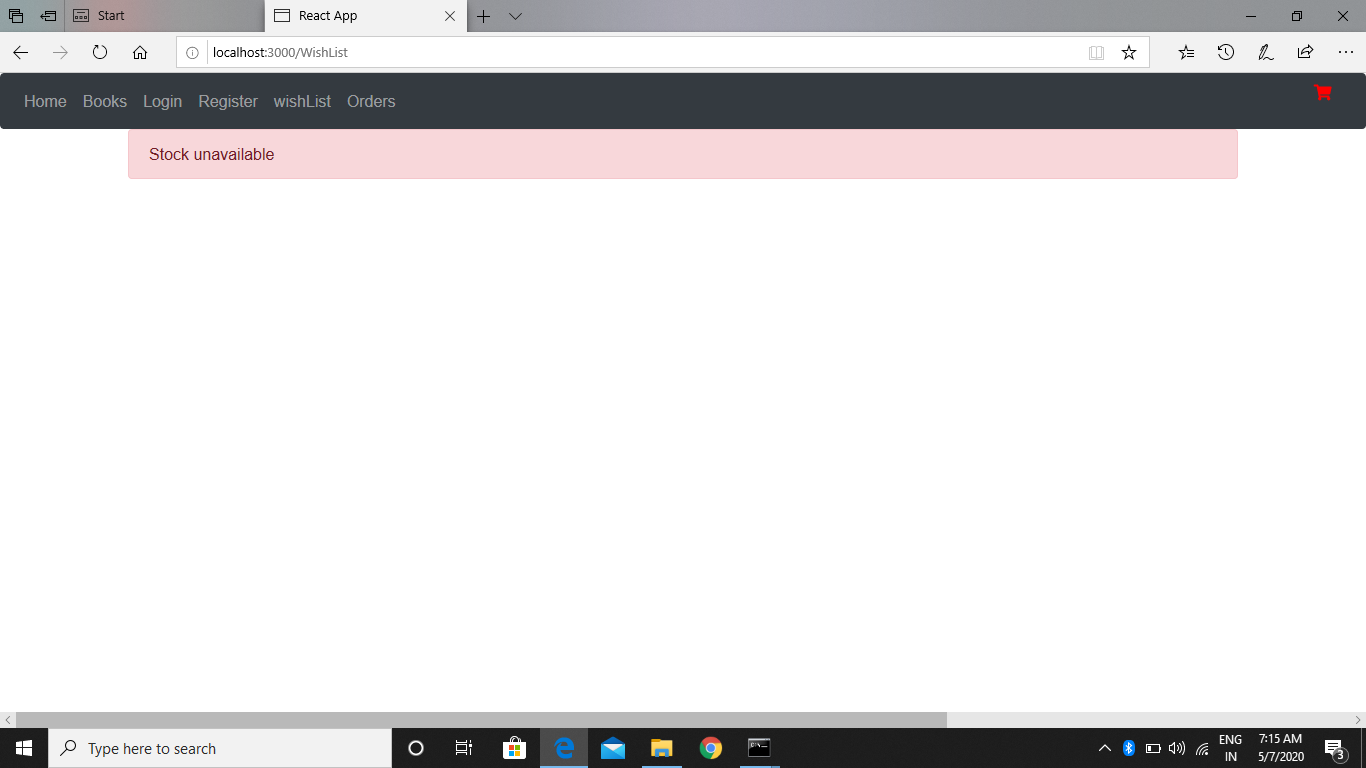 Start
React App
localhost:3000/WishList
Home Books Login Register wishList Orders
Stock unavailable
Type here to search
ENG
IN
7:15 AM
5/7/2020
3